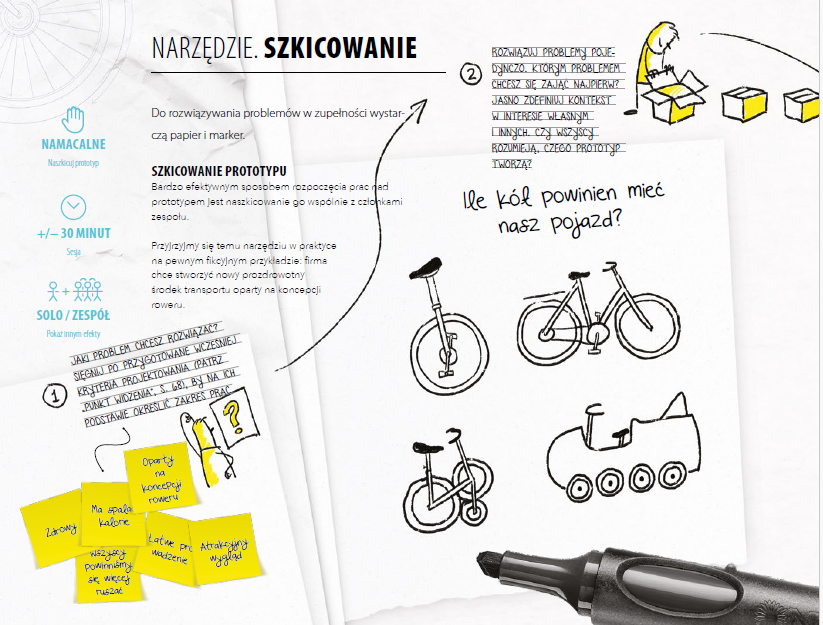 NARZĘDZIE. SZKICOWANIE
NAMACALNE
Naszkicuj prototyp
+/– 30 MINUT
Sesja
SOLO / ZESPÓŁ
Pokaż innym efekty
Do rozwiązywania problemów w zupełności wystar-
czą papier i marker.
SZKICOWANIE PROTOTYPU
Bardzo efektywnym sposobem rozpoczęcia prac nad
prototypem jest naszkicowanie go wspólnie z członkami
zespołu.
Przyjrzyjmy się temu narzędziu w praktyce
na pewnym fikcyjnym przykładzie: firma
chce stworzyć nowy prozdrowotny
środek transportu oparty na koncepcji
roweru.
1
JAKI PROBLEM CHCESZ ROZWIĄZAĆ?
SIĘGNIJ PO PRZYGOTOWANE WCZEŚNIEJ
KRYTERIA PROJEKTOWANIA (PATRZ
„PUNKT WIDZENIA”, S. 68), BY NA ICH
PODSTAWIE OKREŚLIĆ ZAKRES PRAC.
?
Oparty
na
koncepcji
roweru
Zdrowy
Ma spalać
kalorie
Wszyscy
powinniśmy
się więcej
ruszać
Łatwe pro
wadzenie
Atrakcyjny
wygląd
2
ROZWIĄZUJ PROBLEMY POJE-
DYNCZO. KTÓRYM PROBLEMEM
CHCESZ SIĘ ZAJĄĆ NAJPIERW?
JASNO ZDEFINIUJ KONTEKST
W INTERESIE WŁASNYM
I INNYCH. CZY WSZYSCY
ROZUMIEJĄ, CZEGO PROTOTYP
TWORZĄ?
Ile kół powinien mieć
nasz pojazd?